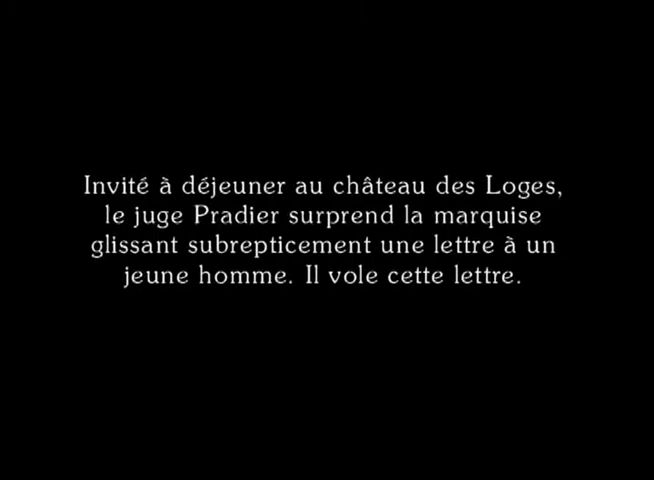 Invité à déjeuner au château des Loges,
le juge Pradier surprend la marquise
glissant subrepticement une lettre à un
jeune homme. Il vole cette lettre.